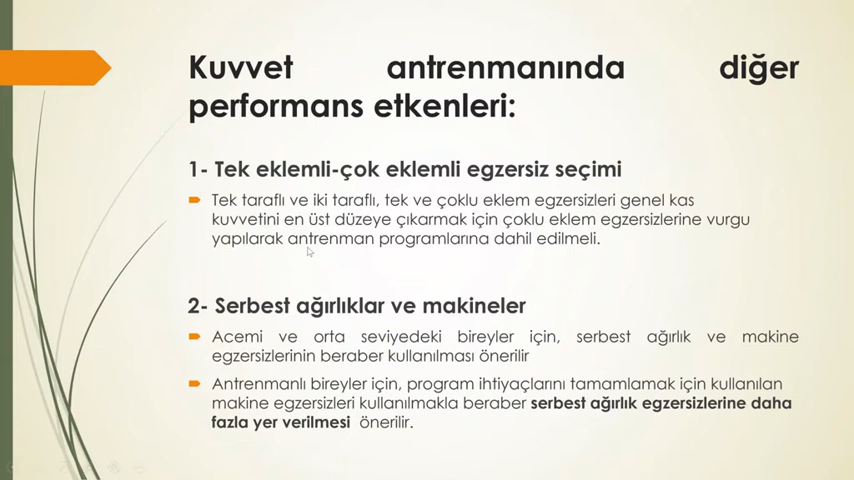 Kuvvet antrenmanında diğer
performans etkenleri:
1- Tek eklemli-çok eklemli egzersiz seçimi
Tek taraflı ve iki taraflı, tek ve çoklu eklem egzersizleri genel kas
kuvvetini en üst düzeye çıkarmak için çoklu eklem egzersizlerine vurgu
yapılarak antrenman programlarına dahil edilmeli.
2- Serbest ağırlıklar ve makineler
Acemi ve orta seviyedeki bireyler için, serbest ağırlık ve makine
egzersizlerinin beraber kullanılması önerilir
Antrenmanlı bireyler için, program ihtiyaçlarını tamamlamak için kullanılan
makine egzersizleri kullanılmakla beraber serbest ağırlık egzersizlerine daha
fazla yer verilmesi önerilir.